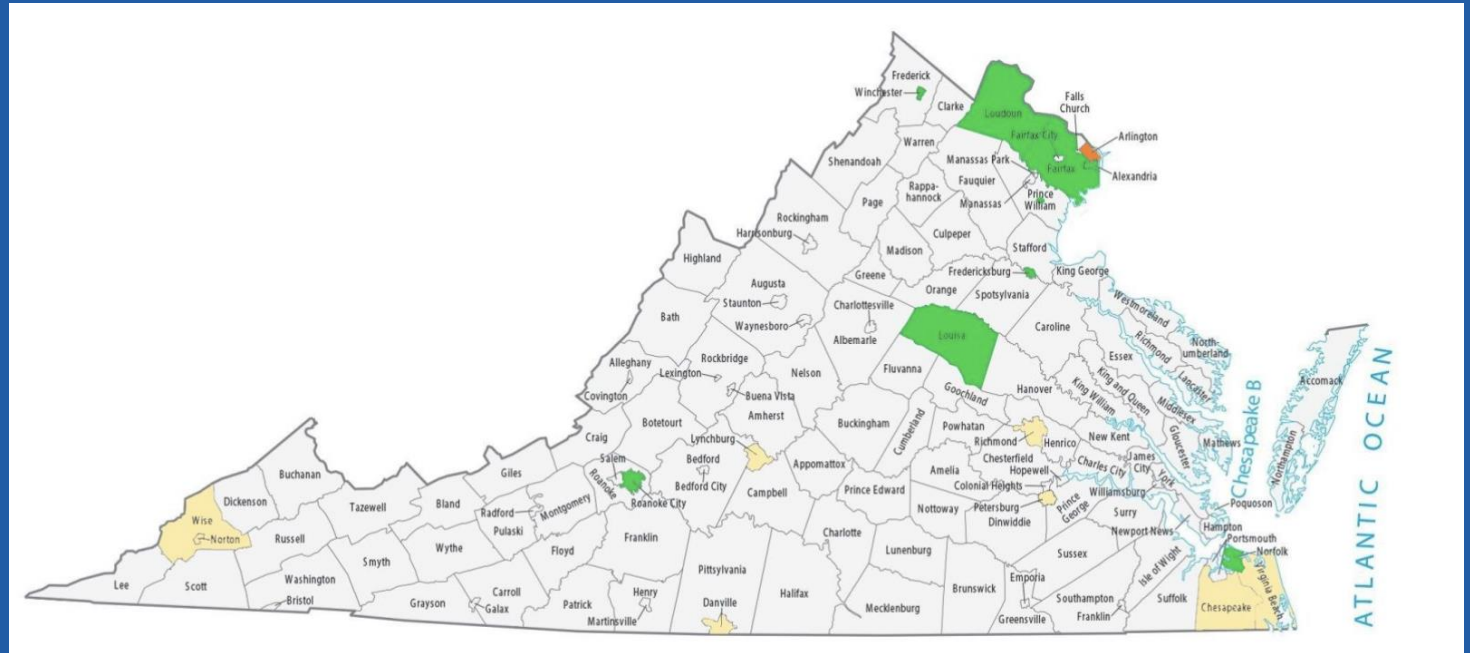 Frederick
Winchester
Clarke
Loudoun
Falls
Church
Arlington
Fairfax City
Warren
Shenandoah
Manassas Park
Fairfax
Alexandria
Fauquier
Rappa-
hannock
Page
Manassas
Prince
William
Rockingham
Harrisonburg
Culpeper
Madison
Stafford
Highland
Greene
Fredericksburg
King George
Augusta
Orange
Spotsylvania
Staunton
Charlottesville
Westmoreland
Bath
Waynesboro
Albemarle
Louisa
Caroline
Richmond
North-
umberland
Essex
Alleghany
Rockbridge
Lexington
Nelson
Fluvanna
Lancaster
Accomack
Covington
Buena Vista
Goochland
Hanover
King and Queen
King William
Middlesex
Amherst
Botetourt
Buckingham
Cumberland
Powhatan
Craig
Lynchburg
Richmond
Henrico
New Kent
Gloucester
Mathews
Northampton
Chesapeake B
ATLANTIC OCEAN
Salem
Bedford
Appomattox
Chesterfield
James
City
Giles
Roanoke
Bedford City
Amelia
Hopewell
Charles City
York
Buchanan
Campbell
Prince Edward
Colonial Heights
Williamsburg
Dickenson
Tazewell
Bland
Radford
Montgomery
Roanoke City
Nottoway
Petersburg
Prince
George
Surry
Poquoson
Wise
Norton
Russell
Pulaski
Dinwiddie
Newport News
Hampton
Charlotte
Franklin
Portsmouth
Norfolk
Wythe
Floyd
Lunenburg
Sussex
Isle of Wight
Virginia Beach
Smyth
Pittsylvania
Lee
Scott
Washington
Carroll
Henry
Halifax
Brunswick
Emporia
Southampton
Suffolk
Chesapeake
Bristol
Grayson
Galax
Patrick
Martinsville
Danville
Mecklenburg
Greensville
Franklin